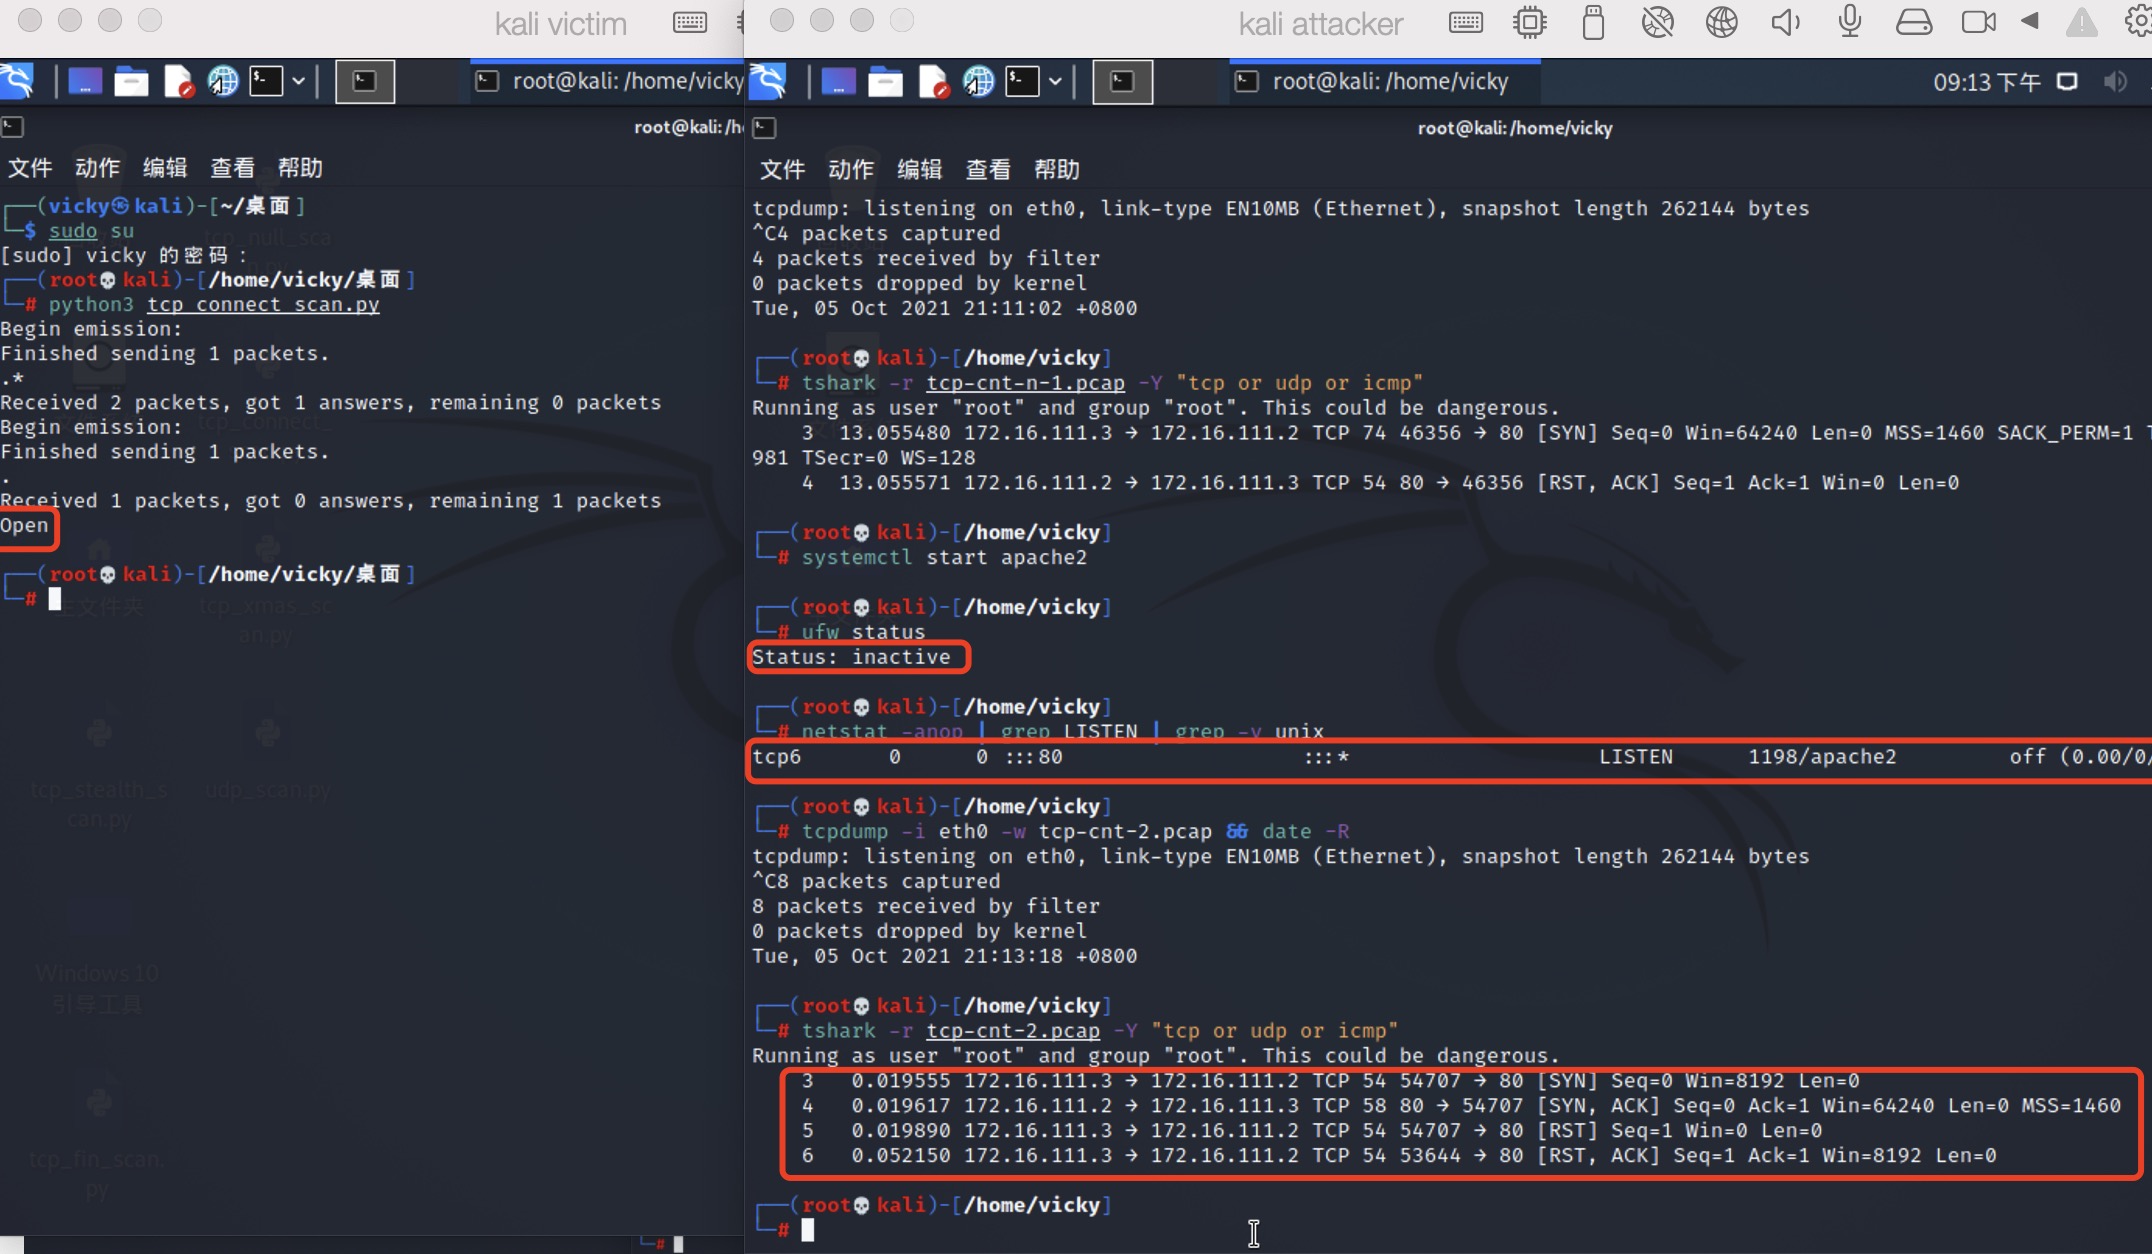 kali victim
root@kali: /home/vicky
root@kali:/h
文件 动作 编辑 查看 帮助
┌──(vicky㉿kali)-[~/桌面]
└─$ sudo su
[sudo] vicky 的密码：
┌──(root💀kali)-[/home/vicky/桌面]
└─# python3 tcp_connect_scan.py
Begin emission:
Finished sending 1 packets.
.*
Received 2 packets, got 1 answers, remaining 0 packets
Begin emission:
Finished sending 1 packets.
.
Received 1 packets, got 0 answers, remaining 1 packets
Open
┌──(root💀kali)-[/home/vicky/桌面]
└─#
tcp_null_sca
tcp_connect_
主文件夹
tcp_xmas_sc
an.py
tcp_stealth_s
can.py
udp_scan.py
Windows 10
引导工具
tcp_fin_scan.
py
└─#
kali attacker
root@kali: /home/vicky
09:13 下午
root@kali:/home/vicky
文件 动作 编辑 查看 帮助
tcpdump: listening on eth0, link-type EN10MB (Ethernet), snapshot length 262144 bytes
^C4 packets captured
4 packets received by filter
0 packets dropped by kernel
Tue, 05 Oct 2021 21:11:02 +0800
┌──(root💀kali)-[/home/vicky]
└─# tshark -r tcp-cnt-n-1.pcap -Y "tcp or udp or icmp"
Running as user "root" and group "root". This could be dangerous.
3 13.055480 172.16.111.3 → 172.16.111.2 TCP 74 46356 → 80 [SYN] Seq=0 Win=64240 Len=0 MSS=1460 SACK_PERM=1 T
981 TSecr=0 WS=128
4 13.055571 172.16.111.2 → 172.16.111.3 TCP 54 80 → 46356 [RST, ACK] Seq=1 Ack=1 Win=0 Len=0
┌──(root💀kali)-[/home/vicky]
└─# systemctl start apache2
┌──(root💀kali)-[/home/vicky]
└─# ufw status
Status: inactive
┌──(root💀kali)-[/home/vicky]
└─# netstat -anop | grep LISTEN | grep -v unix
tcp6 0 0 :::80 :::* LISTEN 1198/apache2 off (0.00/0/
┌──(root💀kali)-[/home/vicky]
└─# tcpdump -i eth0 -w tcp-cnt-2.pcap && date -R
tcpdump: listening on eth0, link-type EN10MB (Ethernet), snapshot length 262144 bytes
^C8 packets captured
8 packets received by filter
0 packets dropped by kernel
Tue, 05 Oct 2021 21:13:18 +0800
┌──(root💀kali)-[/home/vicky]
└─# tshark -r tcp-cnt-2.pcap -Y "tcp or udp or icmp"
Running as user "root" and group "root". This could be dangerous.
3 0.019555 172.16.111.3 → 172.16.111.2 TCP 54 54707 → 80 [SYN] Seq=0 Win=8192 Len=0
4 0.019617 172.16.111.2 → 172.16.111.3 TCP 58 80 → 54707 [SYN, ACK] Seq=0 Ack=1 Win=64240 Len=0 MSS=1460
5 0.019890 172.16.111.3 → 172.16.111.2 TCP 54 54707 → 80 [RST] Seq=1 Win=0 Len=0
6 0.052150 172.16.111.3 → 172.16.111.2 TCP 54 53644 → 80 [RST, ACK] Seq=1 Ack=1 Win=8192 Len=0
┌──(root💀kali)-[/home/vicky]
└─#